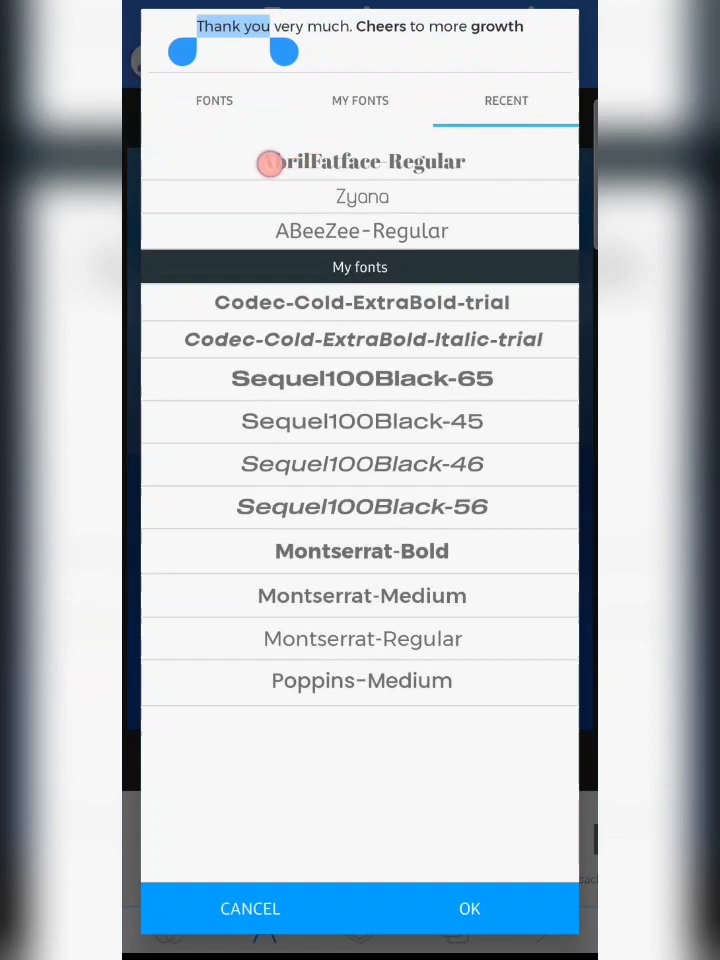 Thank you very much. Cheers to more growth
FONTS
MY FONTS
RECENT
AbrilFatface-Regular
Zyana
ABeeZee-Regular
My fonts
Codec-Cold-ExtraBold-trial
Codec-Cold-ExtraBold-Italic-trial
Sequel100Black-65
Sequel100Black-45
Sequel100Black-46
Sequel100Black-56
Montserrat-Bold
Montserrat-Medium
Montserrat-Regular
Poppins-Medium
CANCEL
OK